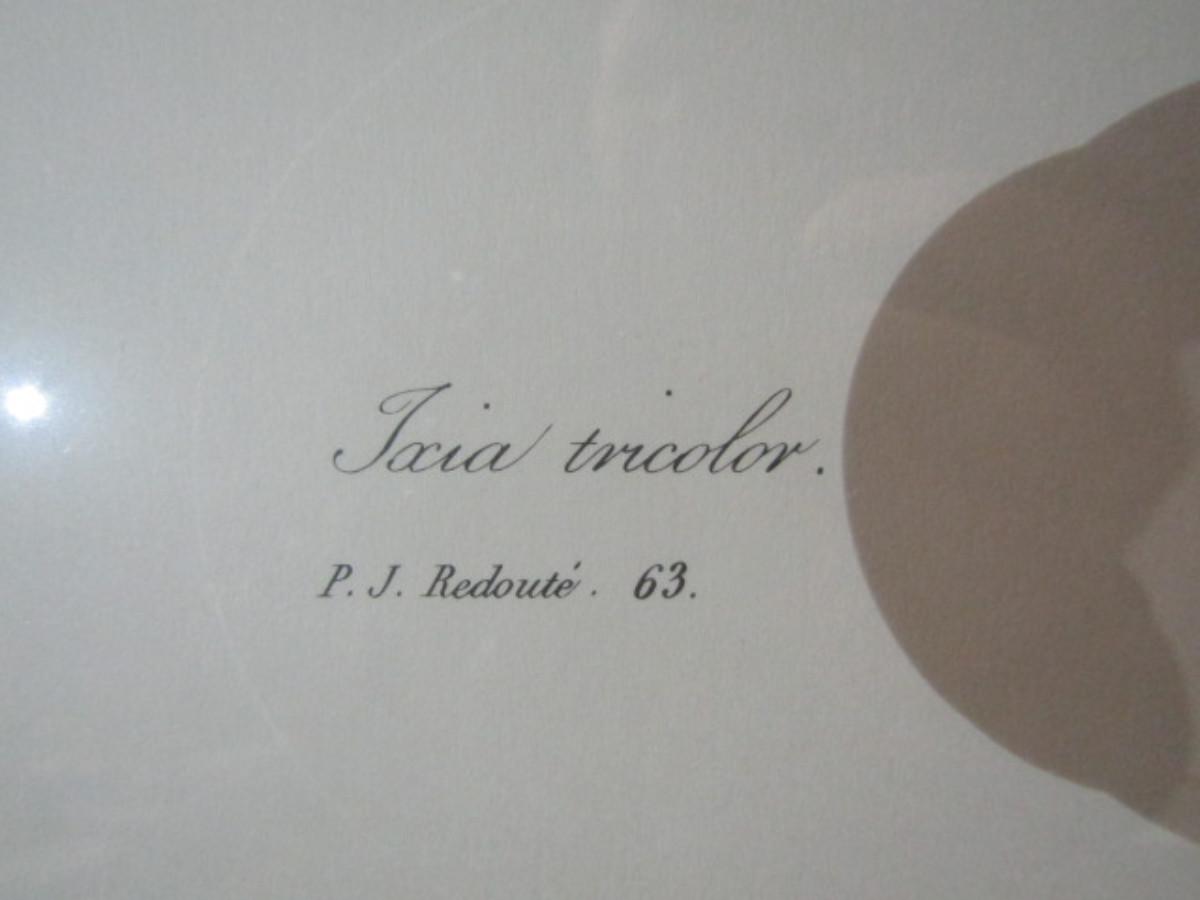 Ixia tricolor.
P. J. Redouté. 63.